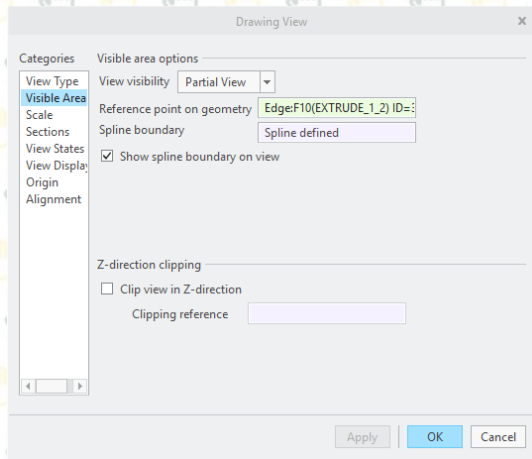 Drawing View
Categories
View Type
Visible Area
Scale
Sections
View States
View Display
Origin
Alignment
Visible area options
View visibility Partial View
Reference point on geometry Edge:F10(EXTRUDE_1_2) ID=
Spline boundary Spline defined
Show spline boundary on view
Z-direction clipping
Clip view in Z-direction
Clipping reference
Apply OK Cancel